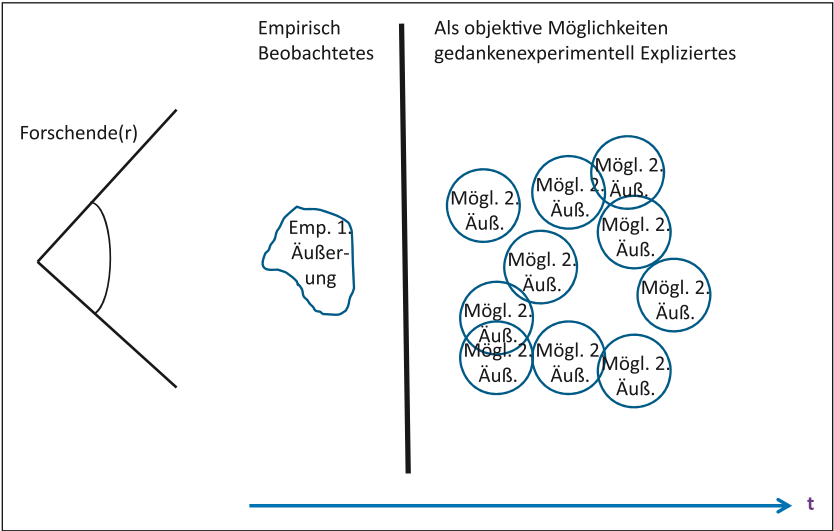 Empirisch
Beobachtetes
Als objektive Möglichkeiten
gedankenexperimentell Expliziertes
Forschende(r)
Emp. 1.
Äußer-
ung
Mögl. 2.
Äuß.
Mögl. 2.
Äuß.
Mögl. 2.
Äuß.
Mögl. 2.
Äuß.
Mögl. 2.
Äuß.
Mögl. 2.
Äuß.
Mögl. 2.
Äuß.
Mögl. 2.
Äuß.
Mögl. 2.
Äuß.
Mögl. 2.
Äuß.
t